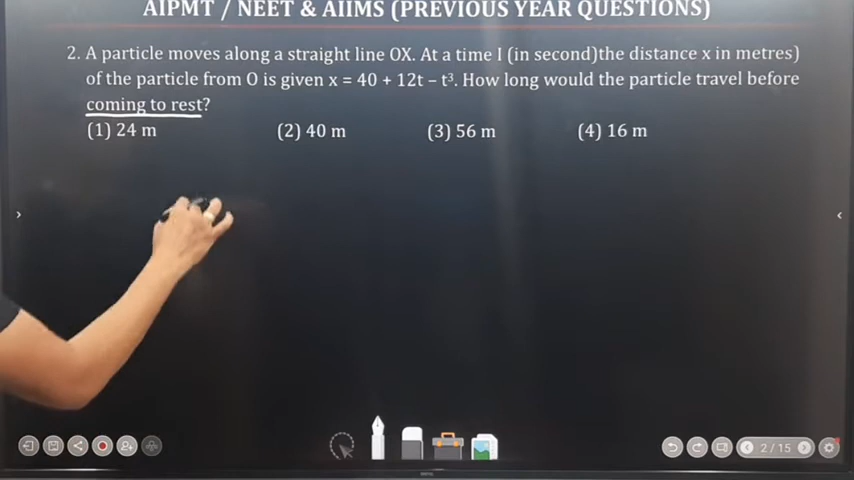 AIPMT / NEET & AIIMS (PREVIOUS YEAR QUESTIONS)
2. A particle moves along a straight line OX. At a time I (in second)the distance x in metres)
of the particle from O is given x = 40 + 12t – t³. How long would the particle travel before
coming to rest?
(1) 24 m (2) 40 m (3) 56 m (4) 16 m
2 / 15